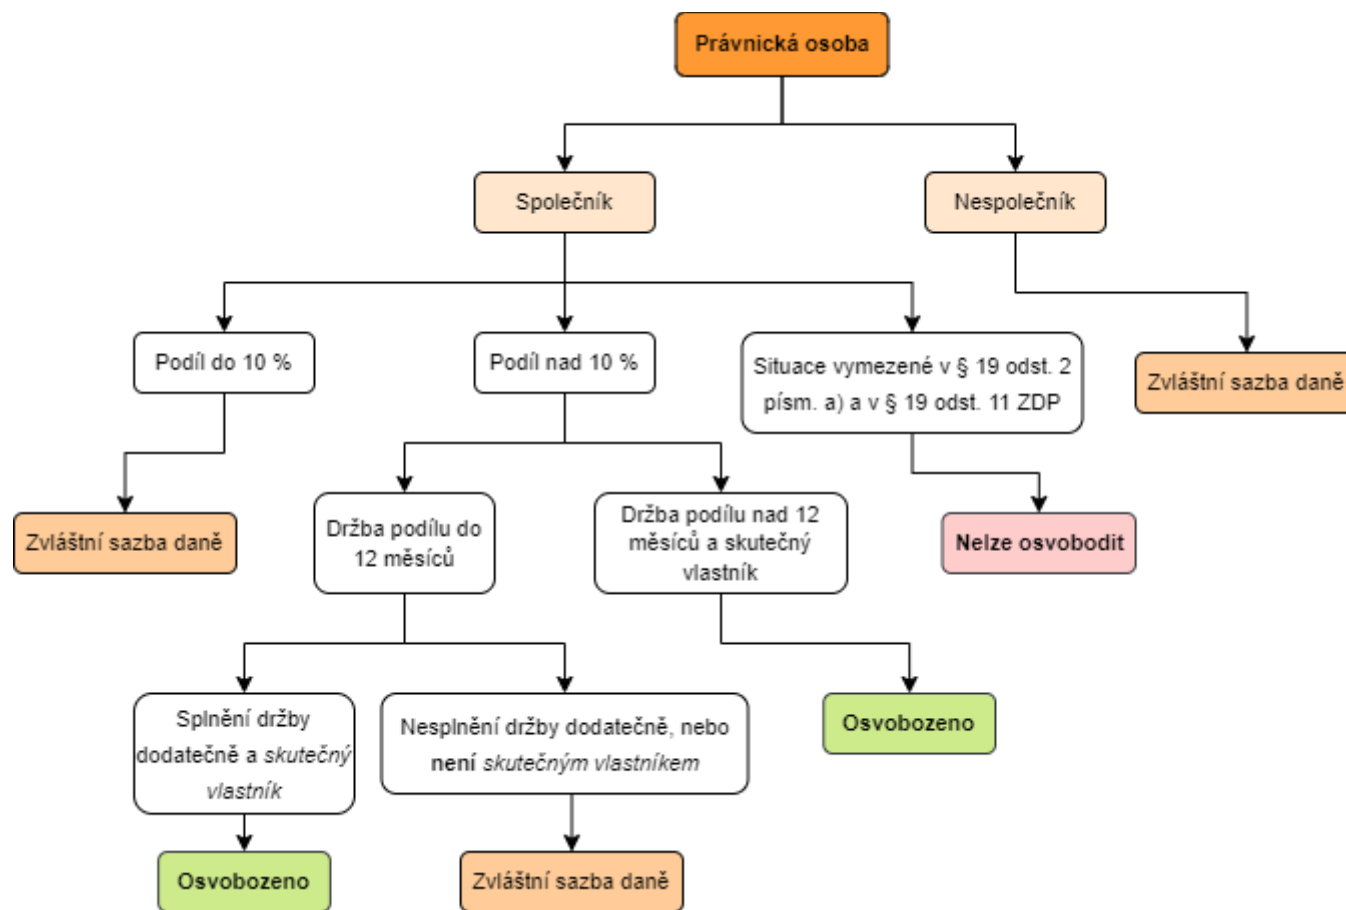 Právnická osoba
Společník
Nespolečník
Podíl do 10 %
Podíl nad 10 %
Situace vymezené v § 19 odst. 2
písm. a) a v § 19 odst. 11 ZDP
Zvláštní sazba daně
Zvláštní sazba daně
Držba podílu do
12 měsíců
Držba podílu nad 12
měsíců a skutečný
vlastník
Nelze osvobodit
Splnění držby
dodatečně a skutečný
vlastník
Nesplnění držby dodatečně, nebo
není skutečným vlastníkem
Osvobozeno
Osvobozeno
Zvláštní sazba daně